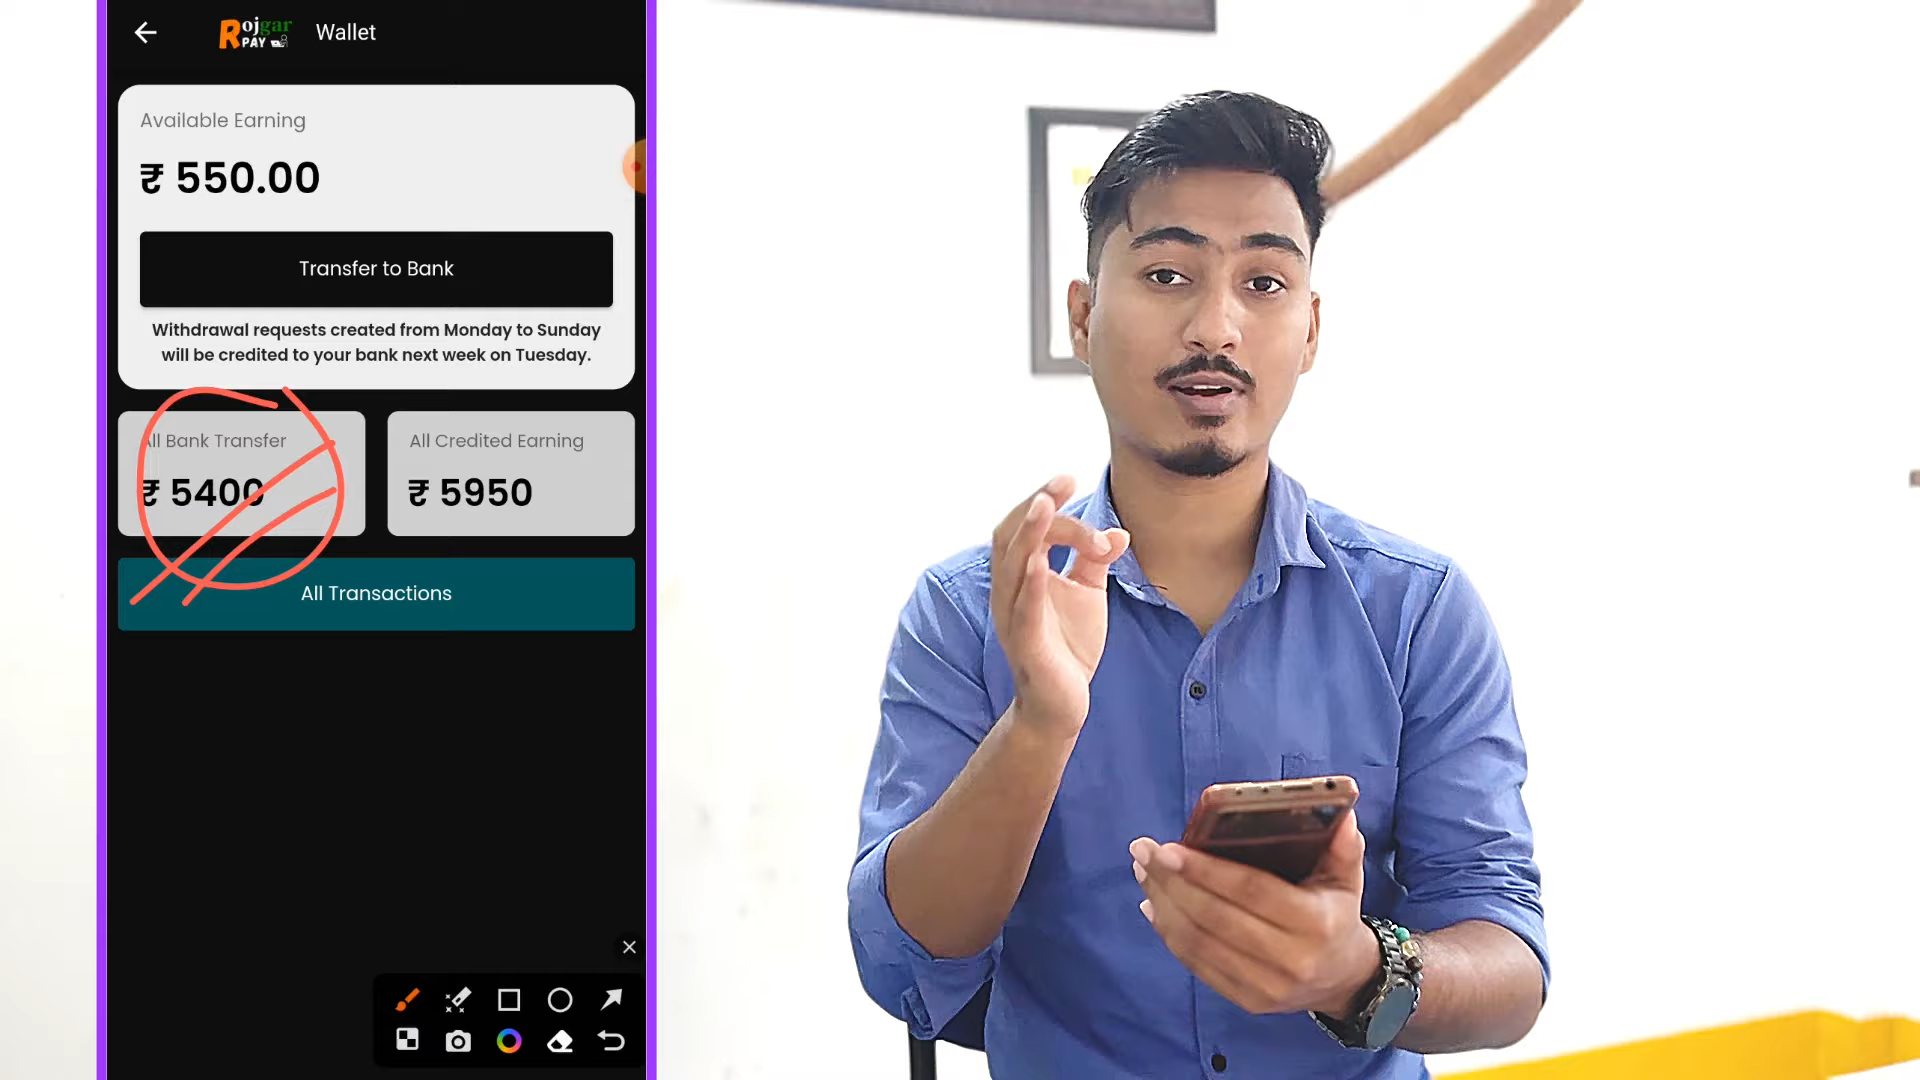 Rojgar
PAY
Wallet
Available Earning
₹ 550.00
Transfer to Bank
Withdrawal requests created from Monday to Sunday
will be credited to your bank next week on Tuesday.
All Bank Transfer
All Credited Earning
₹ 5400
₹ 5950
All Transactions